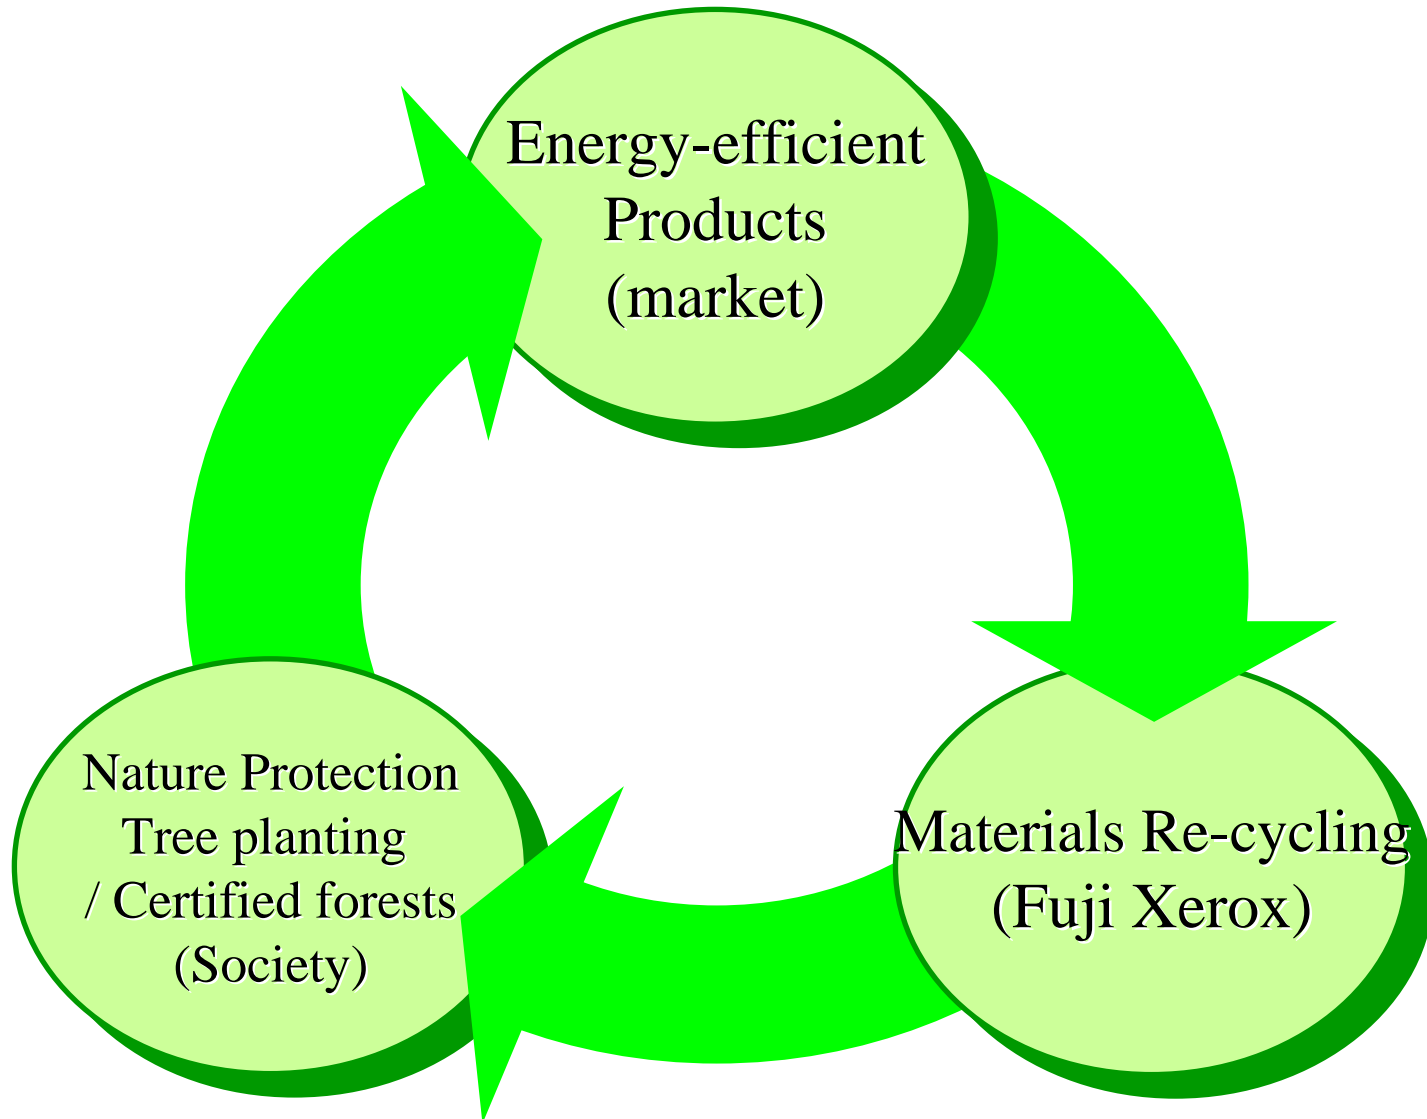 Energy-efficient
Products
(market)
Nature Protection
Tree planting
/ Certified forests
(Society)
Materials Re-cycling
(Fuji Xerox)